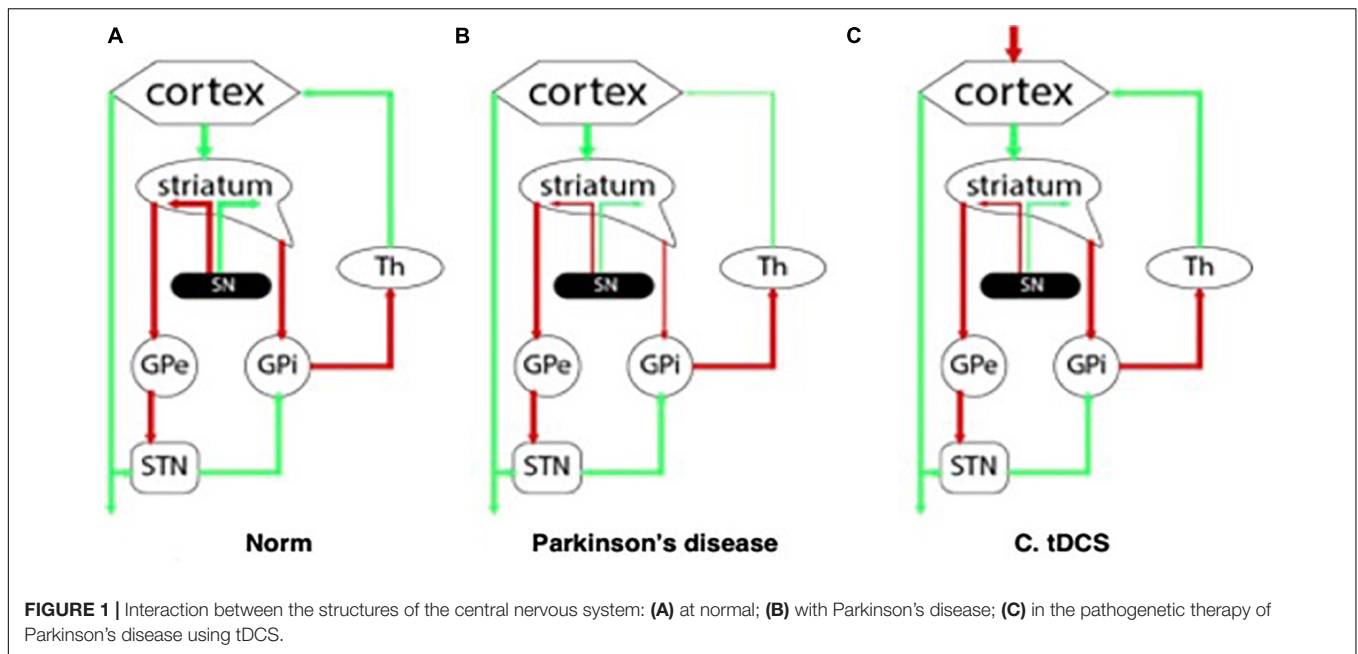 A
B
C
cortex
striatum
SN
Th
GPe
GPi
STN
Norm
cortex
striatum
SN
Th
GPe
GPi
STN
Parkinson's disease
cortex
striatum
SN
Th
GPe
GPi
STN
C. tDCS
FIGURE 1 | Interaction between the structures of the central nervous system: (A) at normal; (B) with Parkinson's disease; (C) in the pathogenetic therapy of
Parkinson's disease using tDCS.